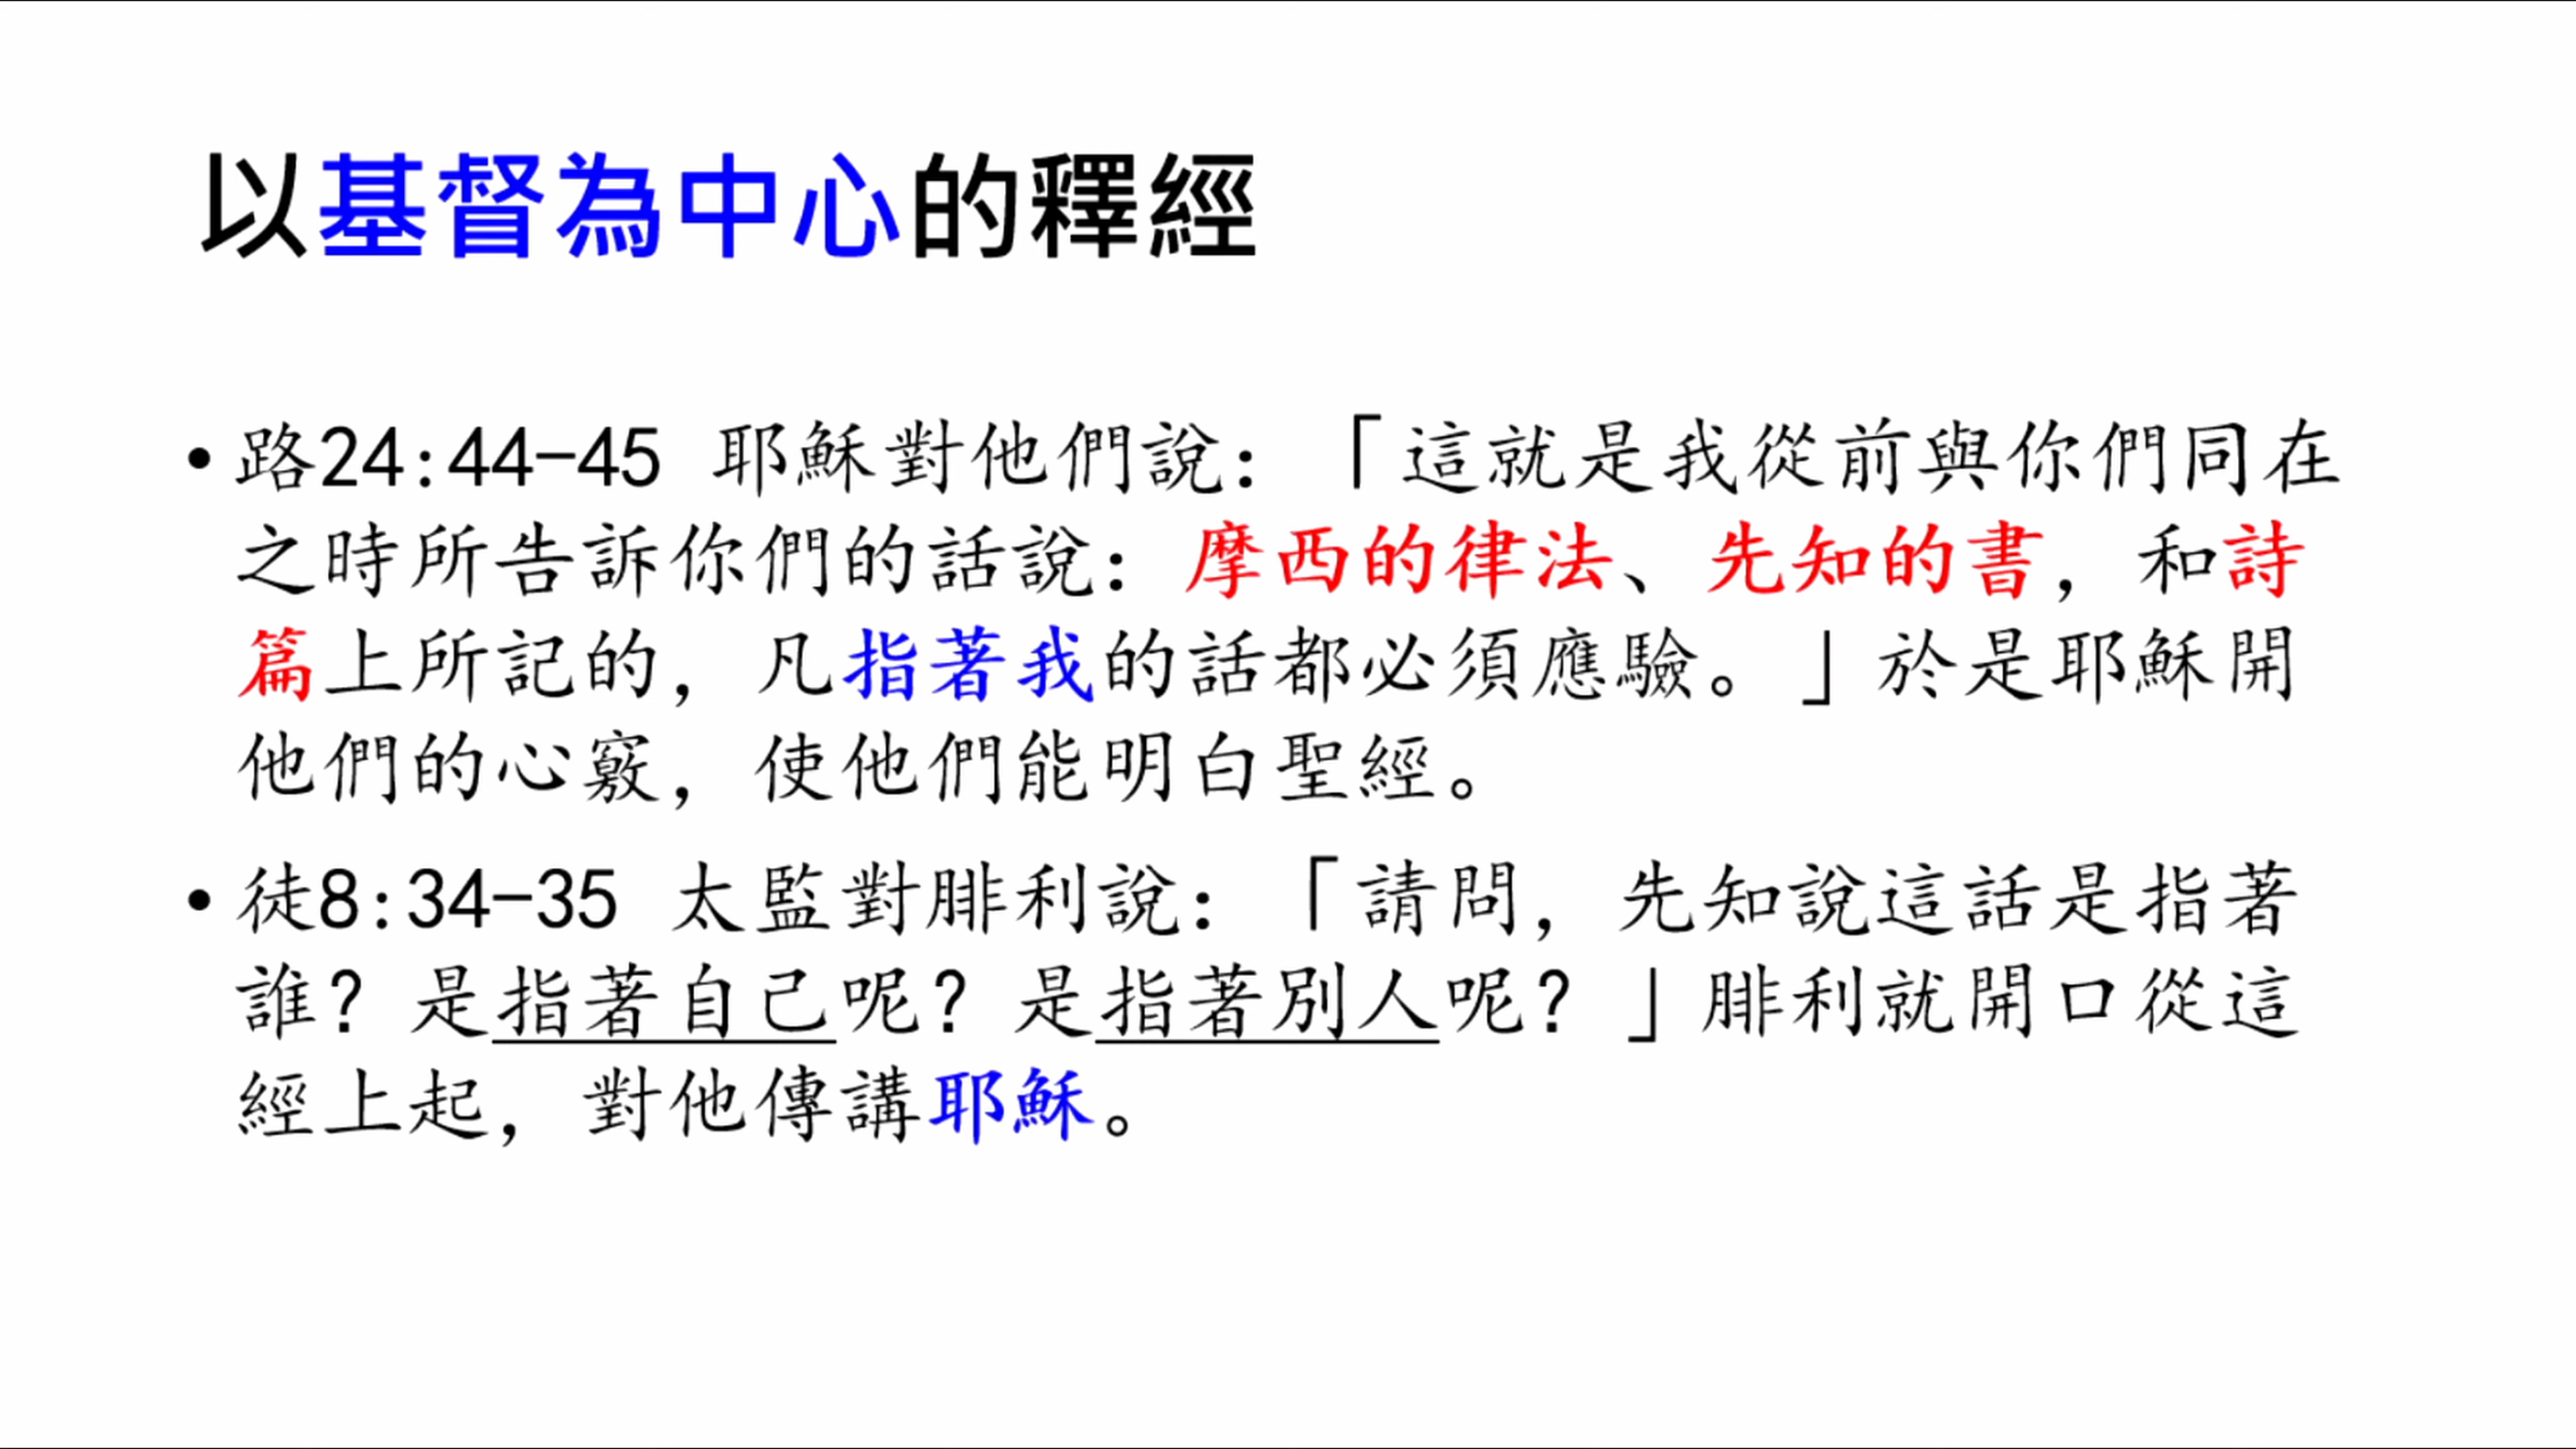 以基督為中心的釋經
• 路24:44-45 耶穌對他們說：「這就是我從前與你們同在
之時所告訴你們的話說：摩西的律法、先知的書，和詩
篇上所記的，凡指著我的話都必須應驗。」於是耶穌開
他們的心竅，使他們能明白聖經。
• 徒8:34-35 太監對腓利說：「請問，先知說這話是指著
誰？是指著自己呢？是指著別人呢？」腓利就開口從這
經上起，對他傳講耶穌。